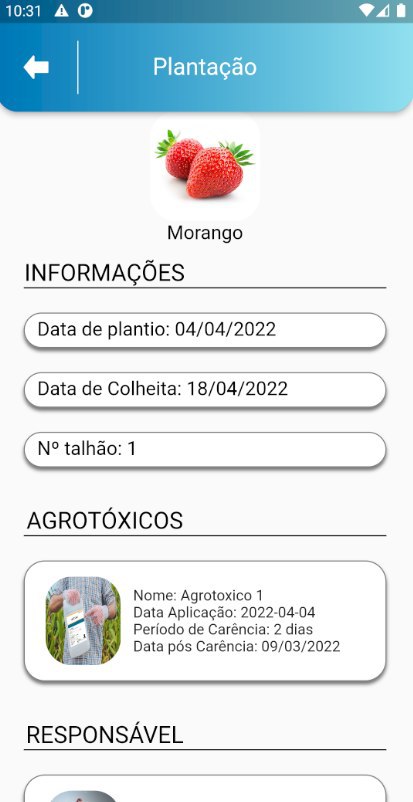 10:31
Plantação
Morango
INFORMAÇÕES
Data de plantio: 04/04/2022
Data de Colheita: 18/04/2022
Nº talhão: 1
AGROTÓXICOS
Nome: Agrotoxico 1
Data Aplicação: 2022-04-04
Período de Carência: 2 dias
Data pós Carência: 09/03/2022
RESPONSÁVEL